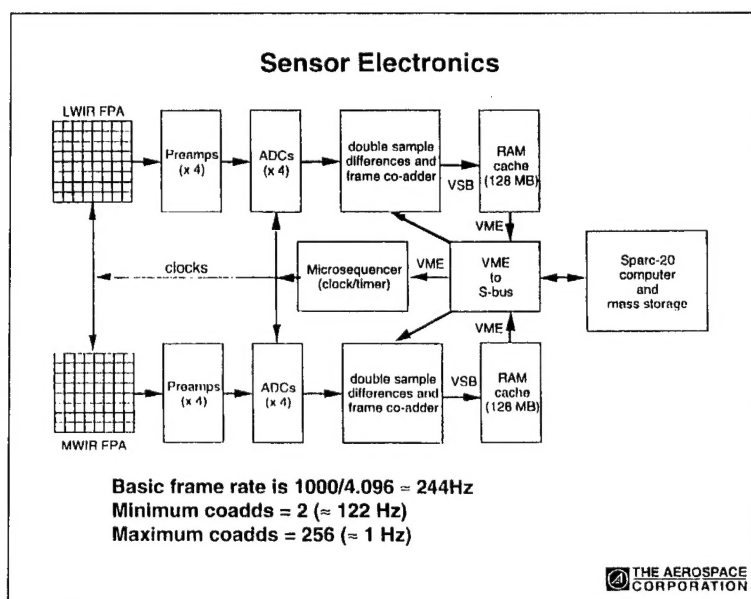 Sensor Electronics
LWIR FPA
Preamps
(x 4)
ADCs
(x 4)
double sample
differences and
frame co-adder
VSB
RAM
cache
(128 MB)
VME
clocks
Microsequencer
(clock/timer)
VME
VME
to
S-bus
Sparc-20
computer
and
mass storage
VME
Preamps
(x 4)
ADCs
(x 4)
double sample
differences and
frame co-adder
VSB
RAM
cache
(128 MB)
MWIR FPA
Basic frame rate is 1000/4.096 = 244Hz
Minimum coadds = 2 (≈ 122 Hz)
Maximum coadds = 256 (≈ 1 Hz)
THE AEROSPACE
CORPORATION